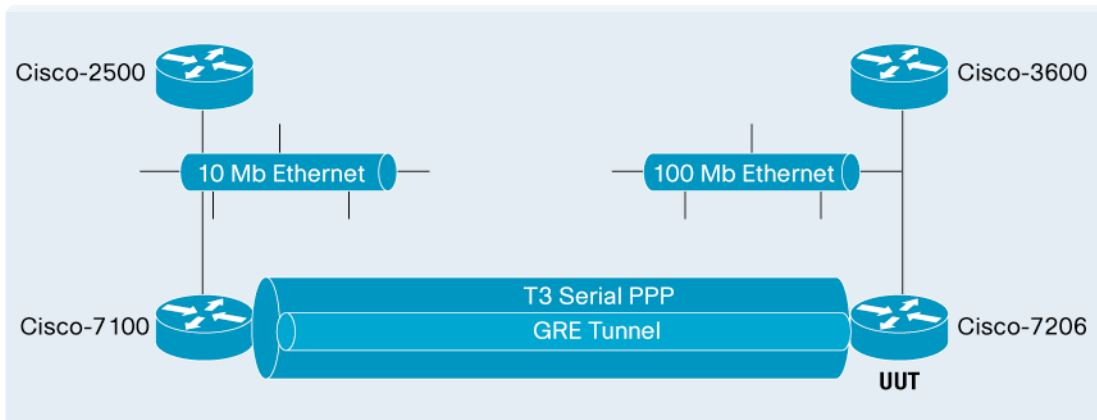 Cisco-2500
Cisco-3600
10 Mb Ethernet
100 Mb Ethernet
T3 Serial PPP
Cisco-7100
GRE Tunnel
Cisco-7206
UUT